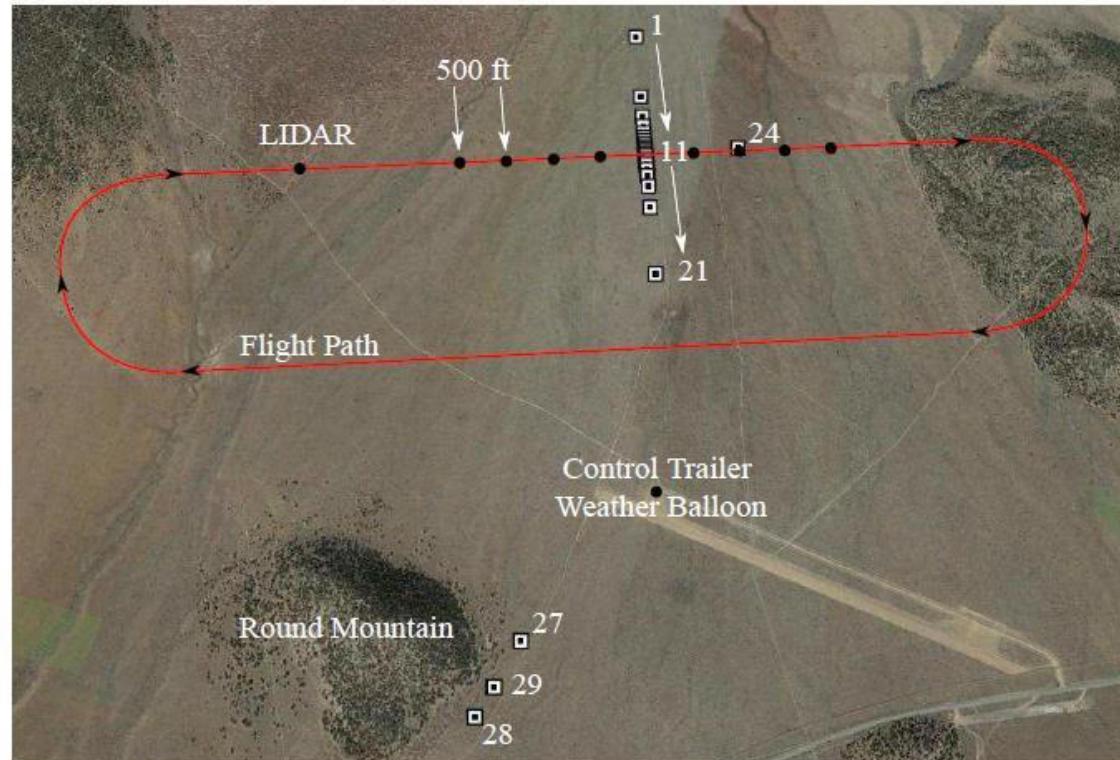 1
500 ft
LIDAR
11
24
21
Flight Path
Control Trailer
Weather Balloon
27
Round Mountain
29
28